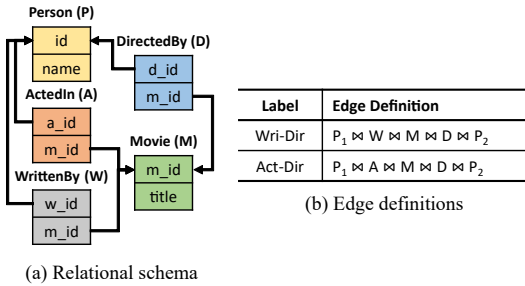 Person (P)
id
name
DirectedBy (D)
d_id
m_id
ActedIn (A)
a_id
m_id
Movie (M)
m_id
title
WrittenBy (W)
w_id
m_id
(a) Relational schema
Label Edge Definition
Wri-Dir P₁ ⋈ W ⋈ M ⋈ D ⋈ P₂
Act-Dir P₁ ⋈ A ⋈ M ⋈ D ⋈ P₂
(b) Edge definitions